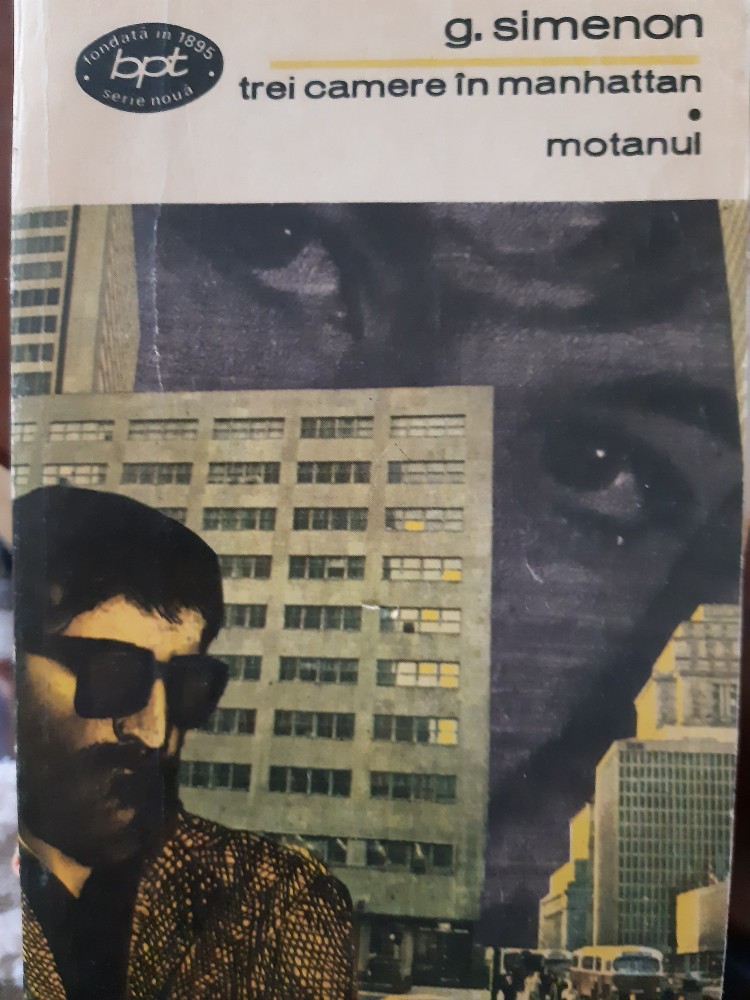 fondată în 1895
bpt
serie nouă
g. simenon
trei camere în manhattan
•
motanul